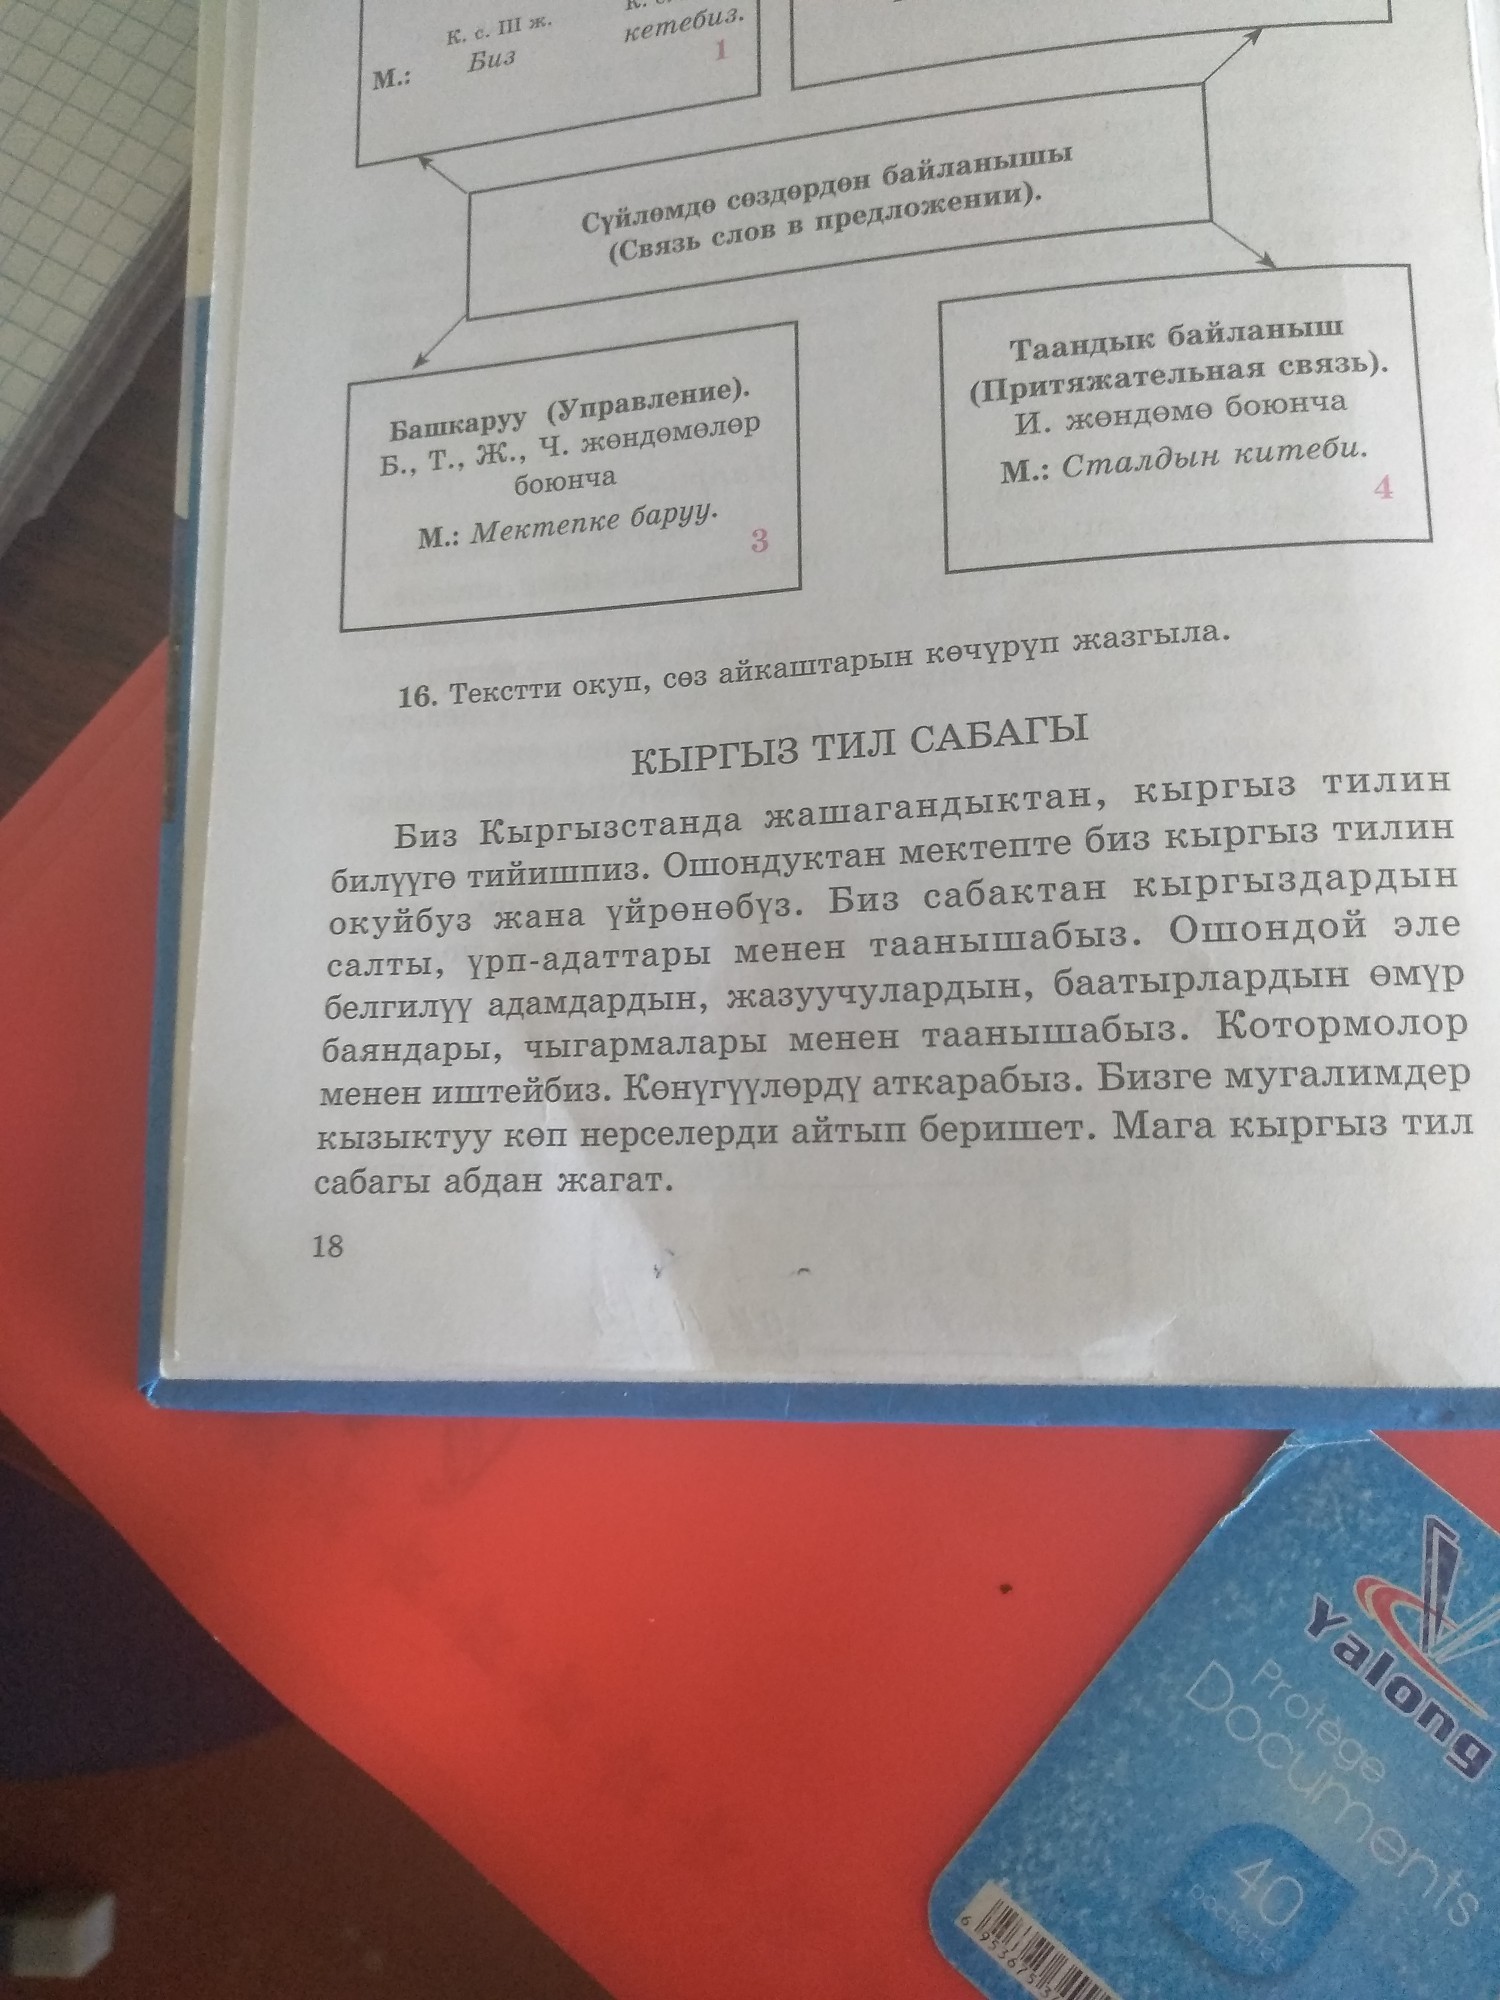 К. с. III ж.
кетебиз.
М.: Биз
1
Сүйлөмдө сөздөрдөн байланышы
(Связь слов в предложении).
Башкаруу (Управление).
Б., Т., Ж., Ч. жөндөмөлөр
боюнча
М.: Мектепке баруу.
3
Таандык байланыш
(Притяжательная связь).
И. жөндөмө боюнча
М.: Сталдын китеби.
4
16. Текстти окуп, сөз айкаштарын көчүрүп жазгыла.
КЫРГЫЗ ТИЛ САБАГЫ
Биз Кыргызстанда жашагандыктан, кыргыз тилин
билүүгө тийишпиз. Ошондуктан мектепте биз кыргыз тилин
окуйбуз жана үйрөнөбүз. Биз сабактан кыргыздардын
салты, үрп-адаттары менен таанышабыз. Ошондой эле
белгилүү адамдардын, жазуучулардын, баатырлардын өмүр
баяндары, чыгармалары менен таанышабыз. Котормолор
менен иштейбиз. Көнүгүүлөрдү аткарабыз. Бизге мугалимдер
кызыктуу көп нерселерди айтып беришет. Мага кыргыз тил
сабагы абдан жагат.
18
Yalong
Protège
Documents
40
pochettes